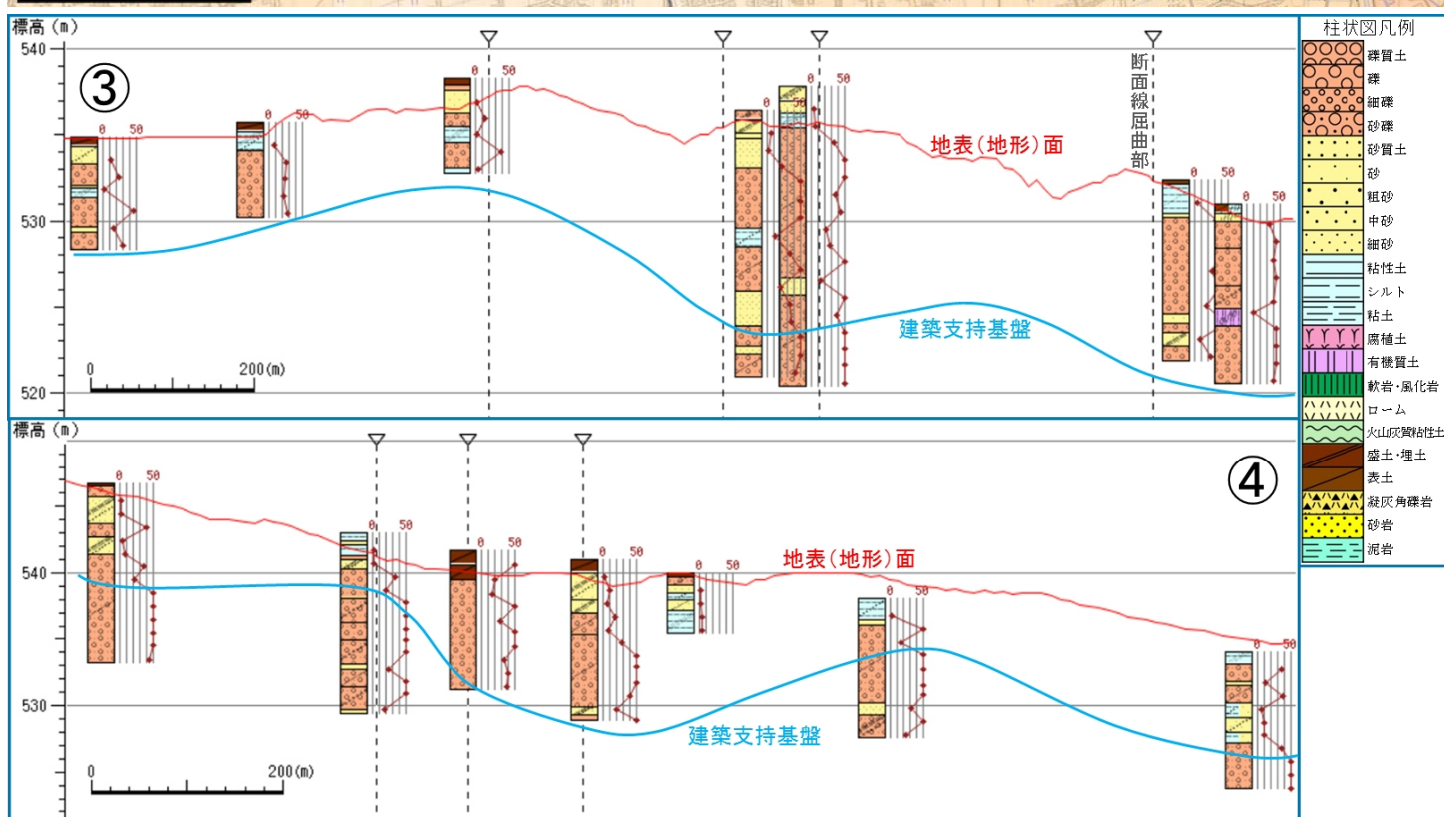 標高(m)
540
530
520
③
0 50
0 50
0 50
0 50
0 50
0 50
0 50
断面線屈曲部
地表(地形)面
建築支持基盤
0 200(m)
標高(m)
540
530
④
0 50
0 50
0 50
0 50
0 50
0 50
0 50
地表(地形)面
建築支持基盤
0 200(m)
柱状図凡例
礫質土
礫
細礫
砂礫
砂質土
砂
粗砂
中砂
細砂
粘性土
シルト
粘土
腐植土
有機質土
軟岩・風化岩
ローム
火山灰質粘性土
盛土・埋土
表土
凝灰角礫岩
砂岩
泥岩